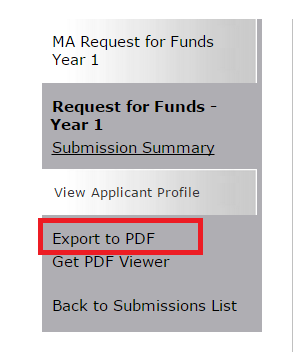 MA Request for Funds
Year 1
Request for Funds -
Year 1
Submission Summary
View Applicant Profile
Export to PDF
Get PDF Viewer
Back to Submissions List